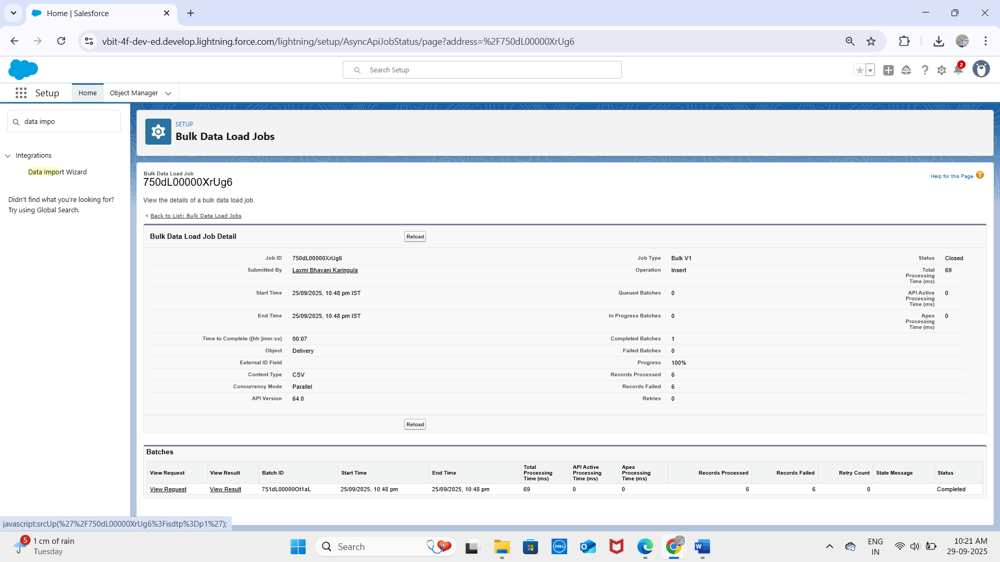 Home | Salesforce
vbit-4f-dev-ed.develop.lightning.force.com/lightning/setup/AsyncApiJobStatus/page?address=%2F750dL00000XrUg6
Search Setup
2
Setup
Home
Object Manager
data impo
Integrations
Data Import Wizard
Didn't find what you're looking for?
Try using Global Search.
SETUP
Bulk Data Load Jobs
Bulk Data Load Job
750dL00000XrUg6
Help for this Page
View the details of a bulk data load job.
« Back to List: Bulk Data Load Jobs
Bulk Data Load Job Detail
Reload
Job ID 750dL00000XrUg6 Job Type Bulk V1 Status Closed
Submitted By Laxmi Bhavani Karingula Operation Insert Total Processing Time (ms) 69
Start Time 25/09/2025, 10:48 pm IST Queued Batches 0 API Active Processing Time (ms) 0
End Time 25/09/2025, 10:48 pm IST In Progress Batches 0 Apex Processing Time (ms) 0
Time to Complete ([hh:]mm:ss) 00:07 Completed Batches 1
Object Delivery Failed Batches 0
External ID Field Progress 100%
Content Type CSV Records Processed 6
Concurrency Mode Parallel Records Failed 6
API Version 64.0 Retries 0
Reload
Batches
View Request View Result Batch ID Start Time End Time Total Processing Time (ms) API Active Processing Time (ms) Apex Processing Time (ms) Records Processed Records Failed Retry Count State Message Status
View Request View Result 751dL00000Ot1aL 25/09/2025, 10:48 pm 25/09/2025, 10:48 pm 69 0 0 6 6 0 Completed
javascript:srcUp(%27%2F750dL00000XrUg6%3Fisdtp%3Dp1%27);
5
1 cm of rain
Tuesday
Search
DELL
ENG
IN
10:21 AM
29-09-2025